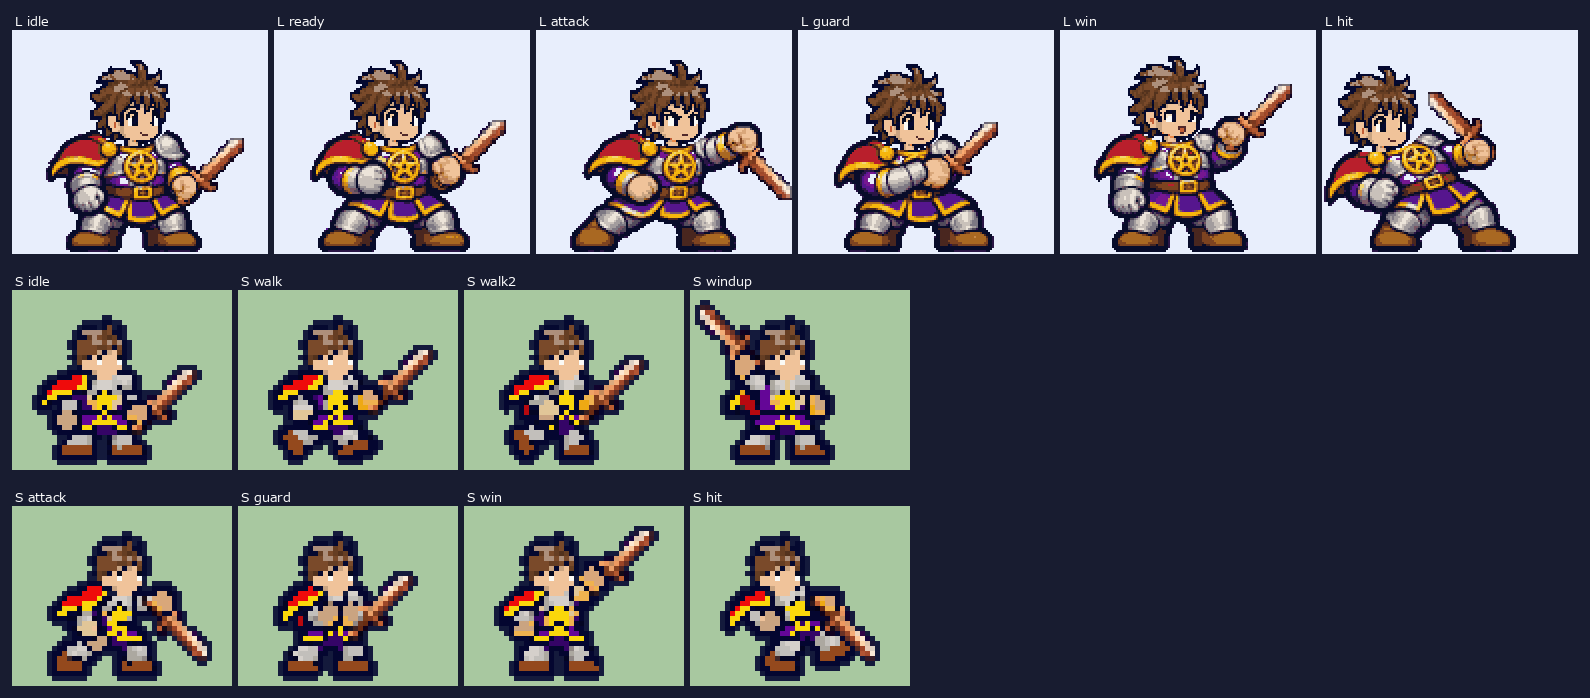 L idle
L ready
L attack
L guard
L win
L hit
S idle
S walk
S walk2
S windup
S attack
S guard
S win
S hit